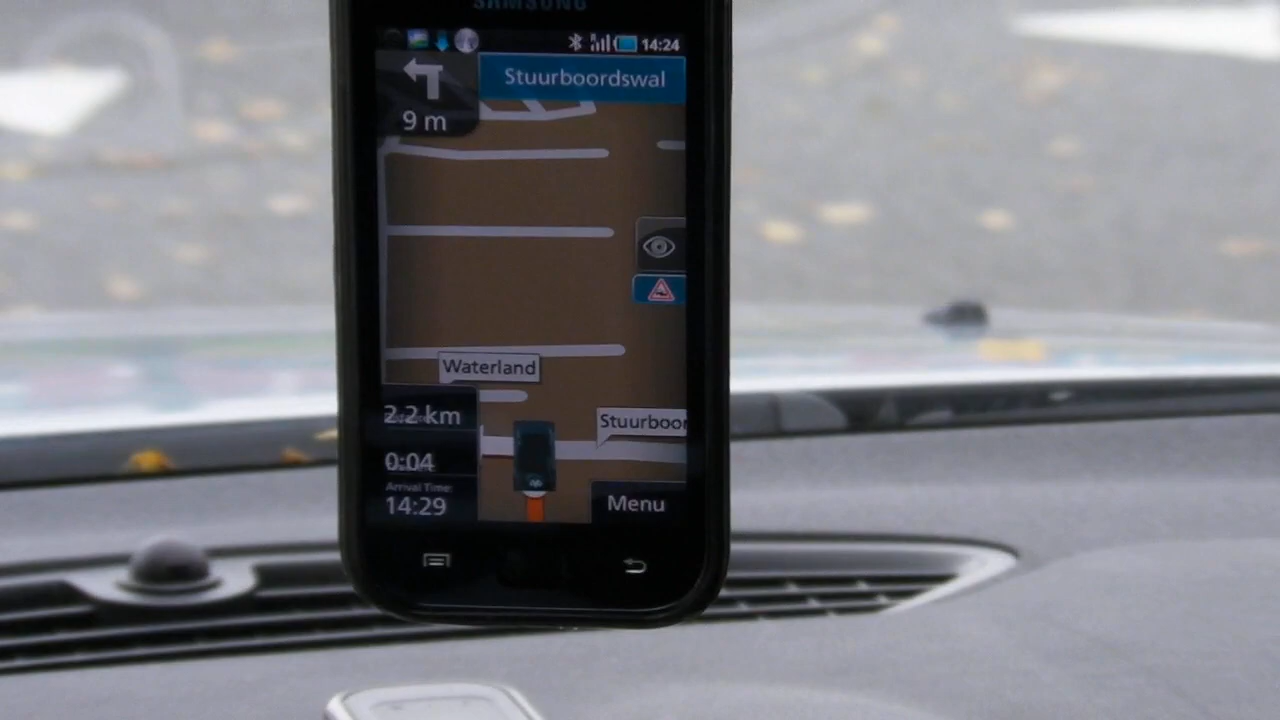 SAMSUNG
14:24
Stuurboordswal
9 m
Waterland
2.2 km
Stuurboor
0:04
Arrival Time:
14:29
Menu